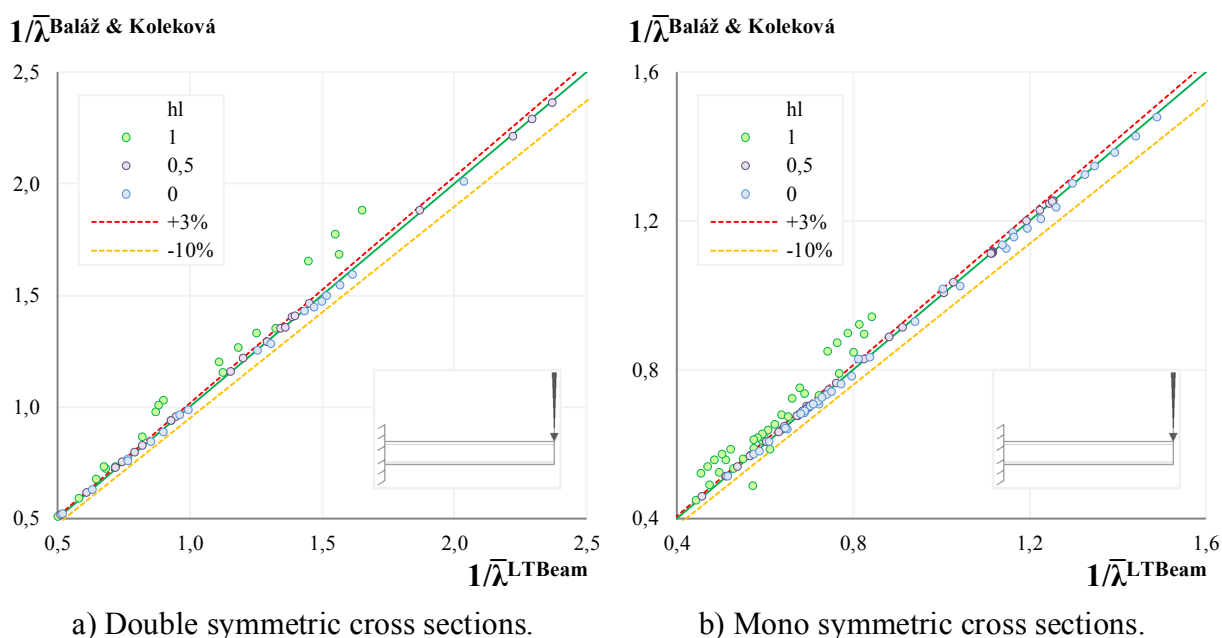 1/λ̅ Baláž & Koleková
2,5
2,0
1,5
1,0
0,5
hl
1
0,5
0
+3%
-10%
0,5 1,0 1,5 2,0 2,5
1/λ̅ LTBeam
a) Double symmetric cross sections.
1/λ̅ Baláž & Koleková
1,6
1,2
0,8
0,4
hl
1
0,5
0
+3%
-10%
0,4 0,8 1,2 1,6
1/λ̅ LTBeam
b) Mono symmetric cross sections.